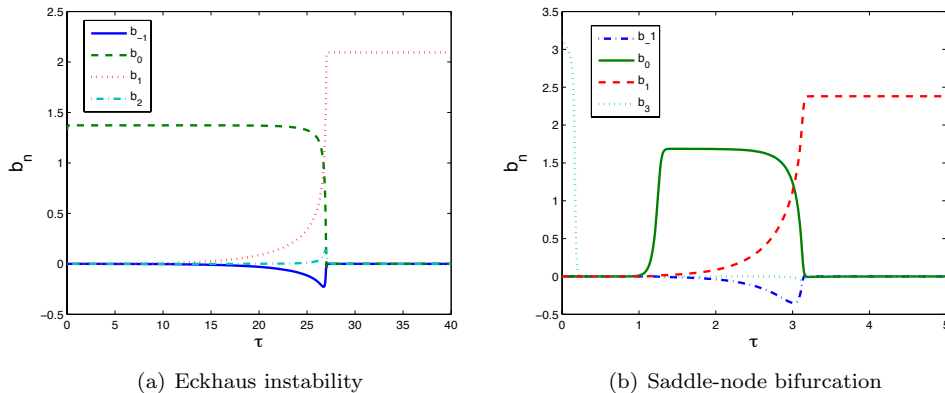 2.5
2
1.5
1
0.5
0
-0.5
b_n
b_{-1}
b_0
b_1
b_2
0 5 10 15 20 25 30 35 40
τ
(a) Eckhaus instability
3.5
3
2.5
2
1.5
1
0.5
0
-0.5
b_n
b_-1
b_0
b_1
b_3
0 1 2 3 4 5
τ
(b) Saddle-node bifurcation